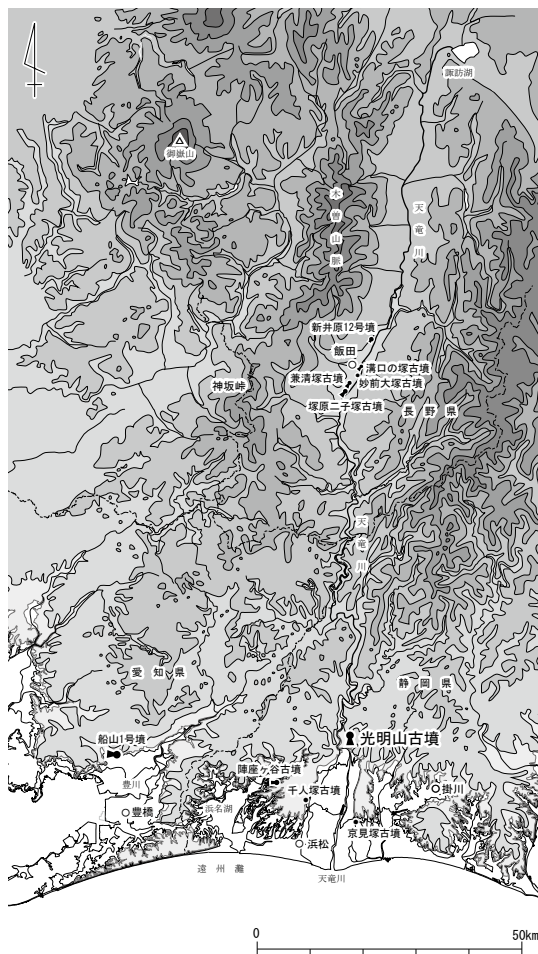 諏訪湖
御嶽山
木曽山脈
天竜川
新井原12号墳
飯田
溝口の塚古墳
兼清塚古墳
妙前大塚古墳
神坂峠
塚原二子塚古墳
長野県
天竜川
愛知県
静岡県
船山1号墳
光明山古墳
陣座ヶ谷古墳
千人塚古墳
掛川
豊川
浜名湖
豊橋
京見塚古墳
浜松
遠州灘
天竜川
0
50km